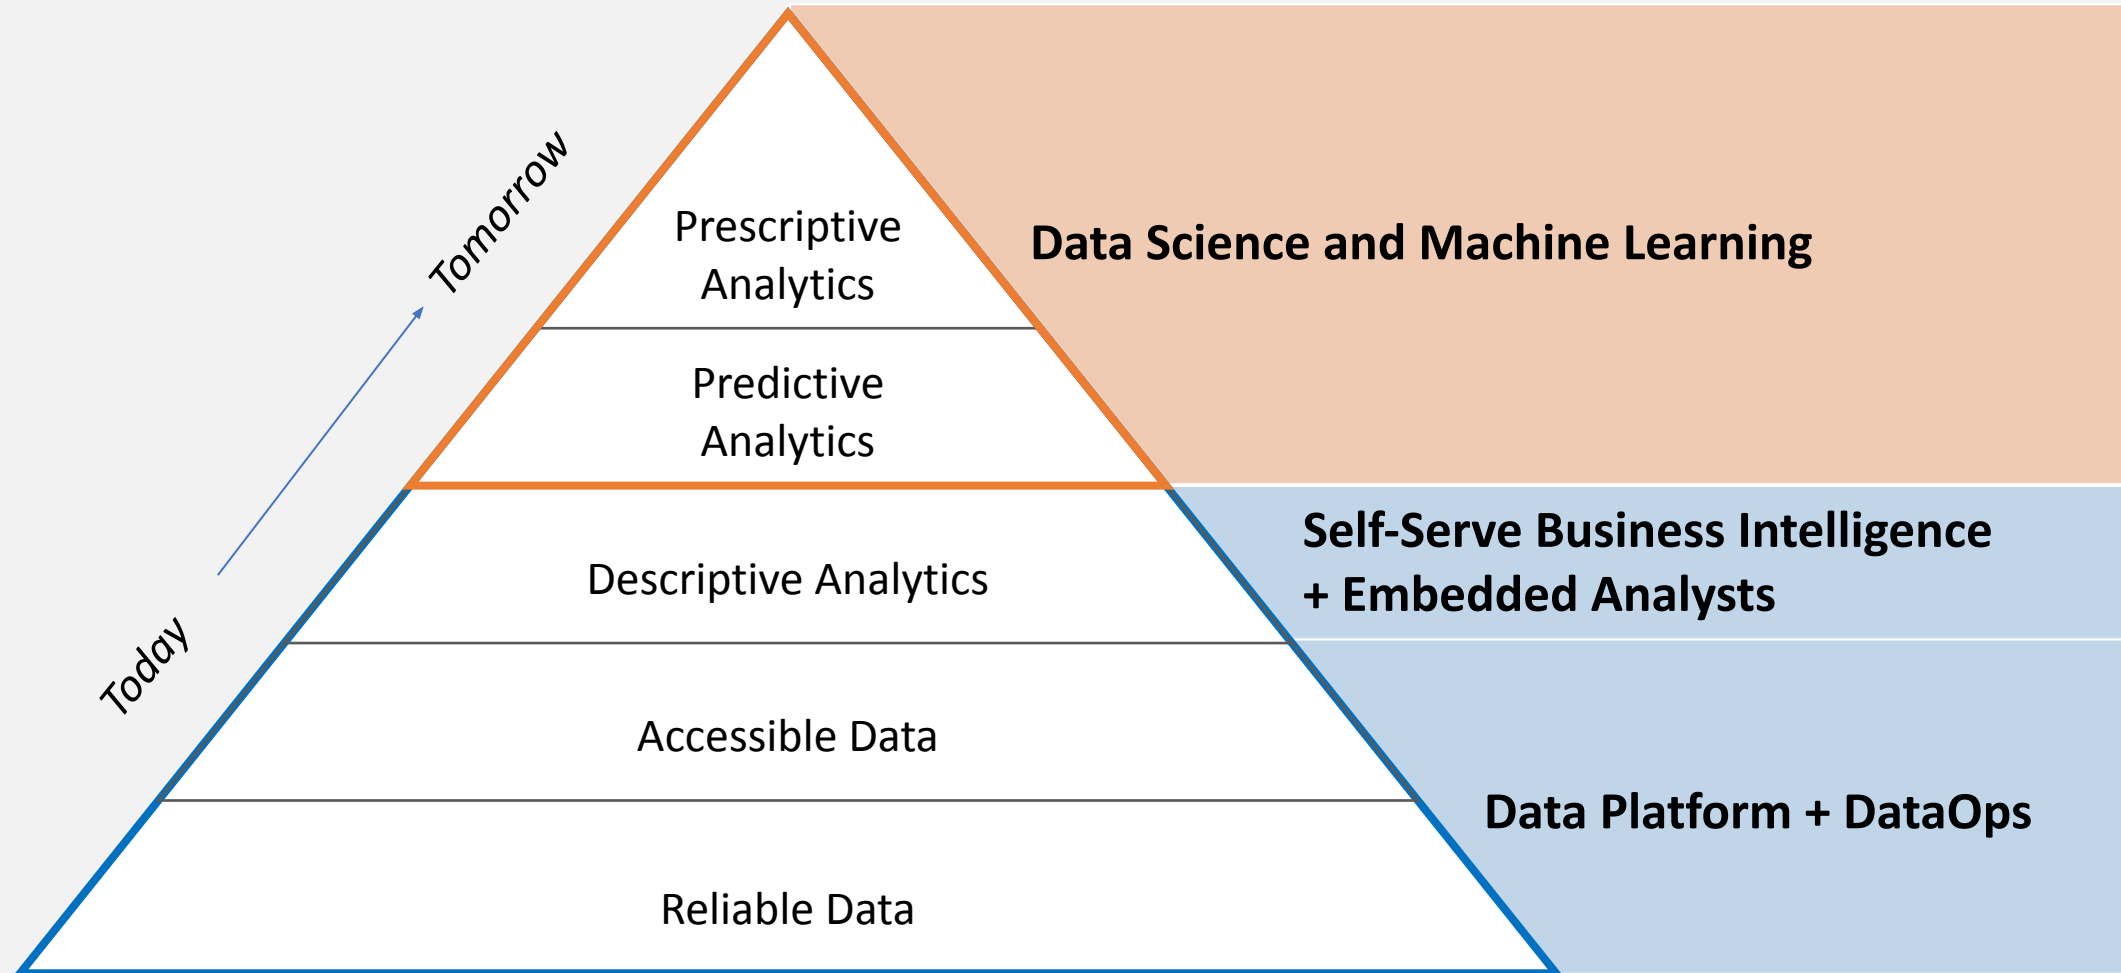 Tomorrow
Today
Prescriptive
Analytics
Predictive
Analytics
Descriptive Analytics
Accessible Data
Reliable Data
Data Science and Machine Learning
Self-Serve Business Intelligence
+ Embedded Analysts
Data Platform + DataOps